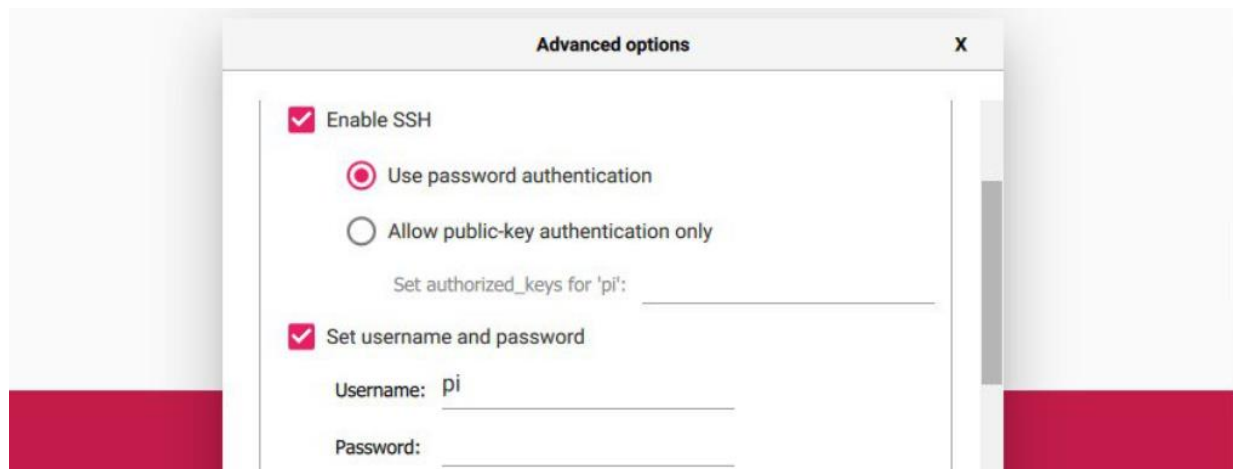 Advanced options X
Enable SSH
Use password authentication
Allow public-key authentication only
Set authorized_keys for 'pi':
Set username and password
Username: pi
Password: